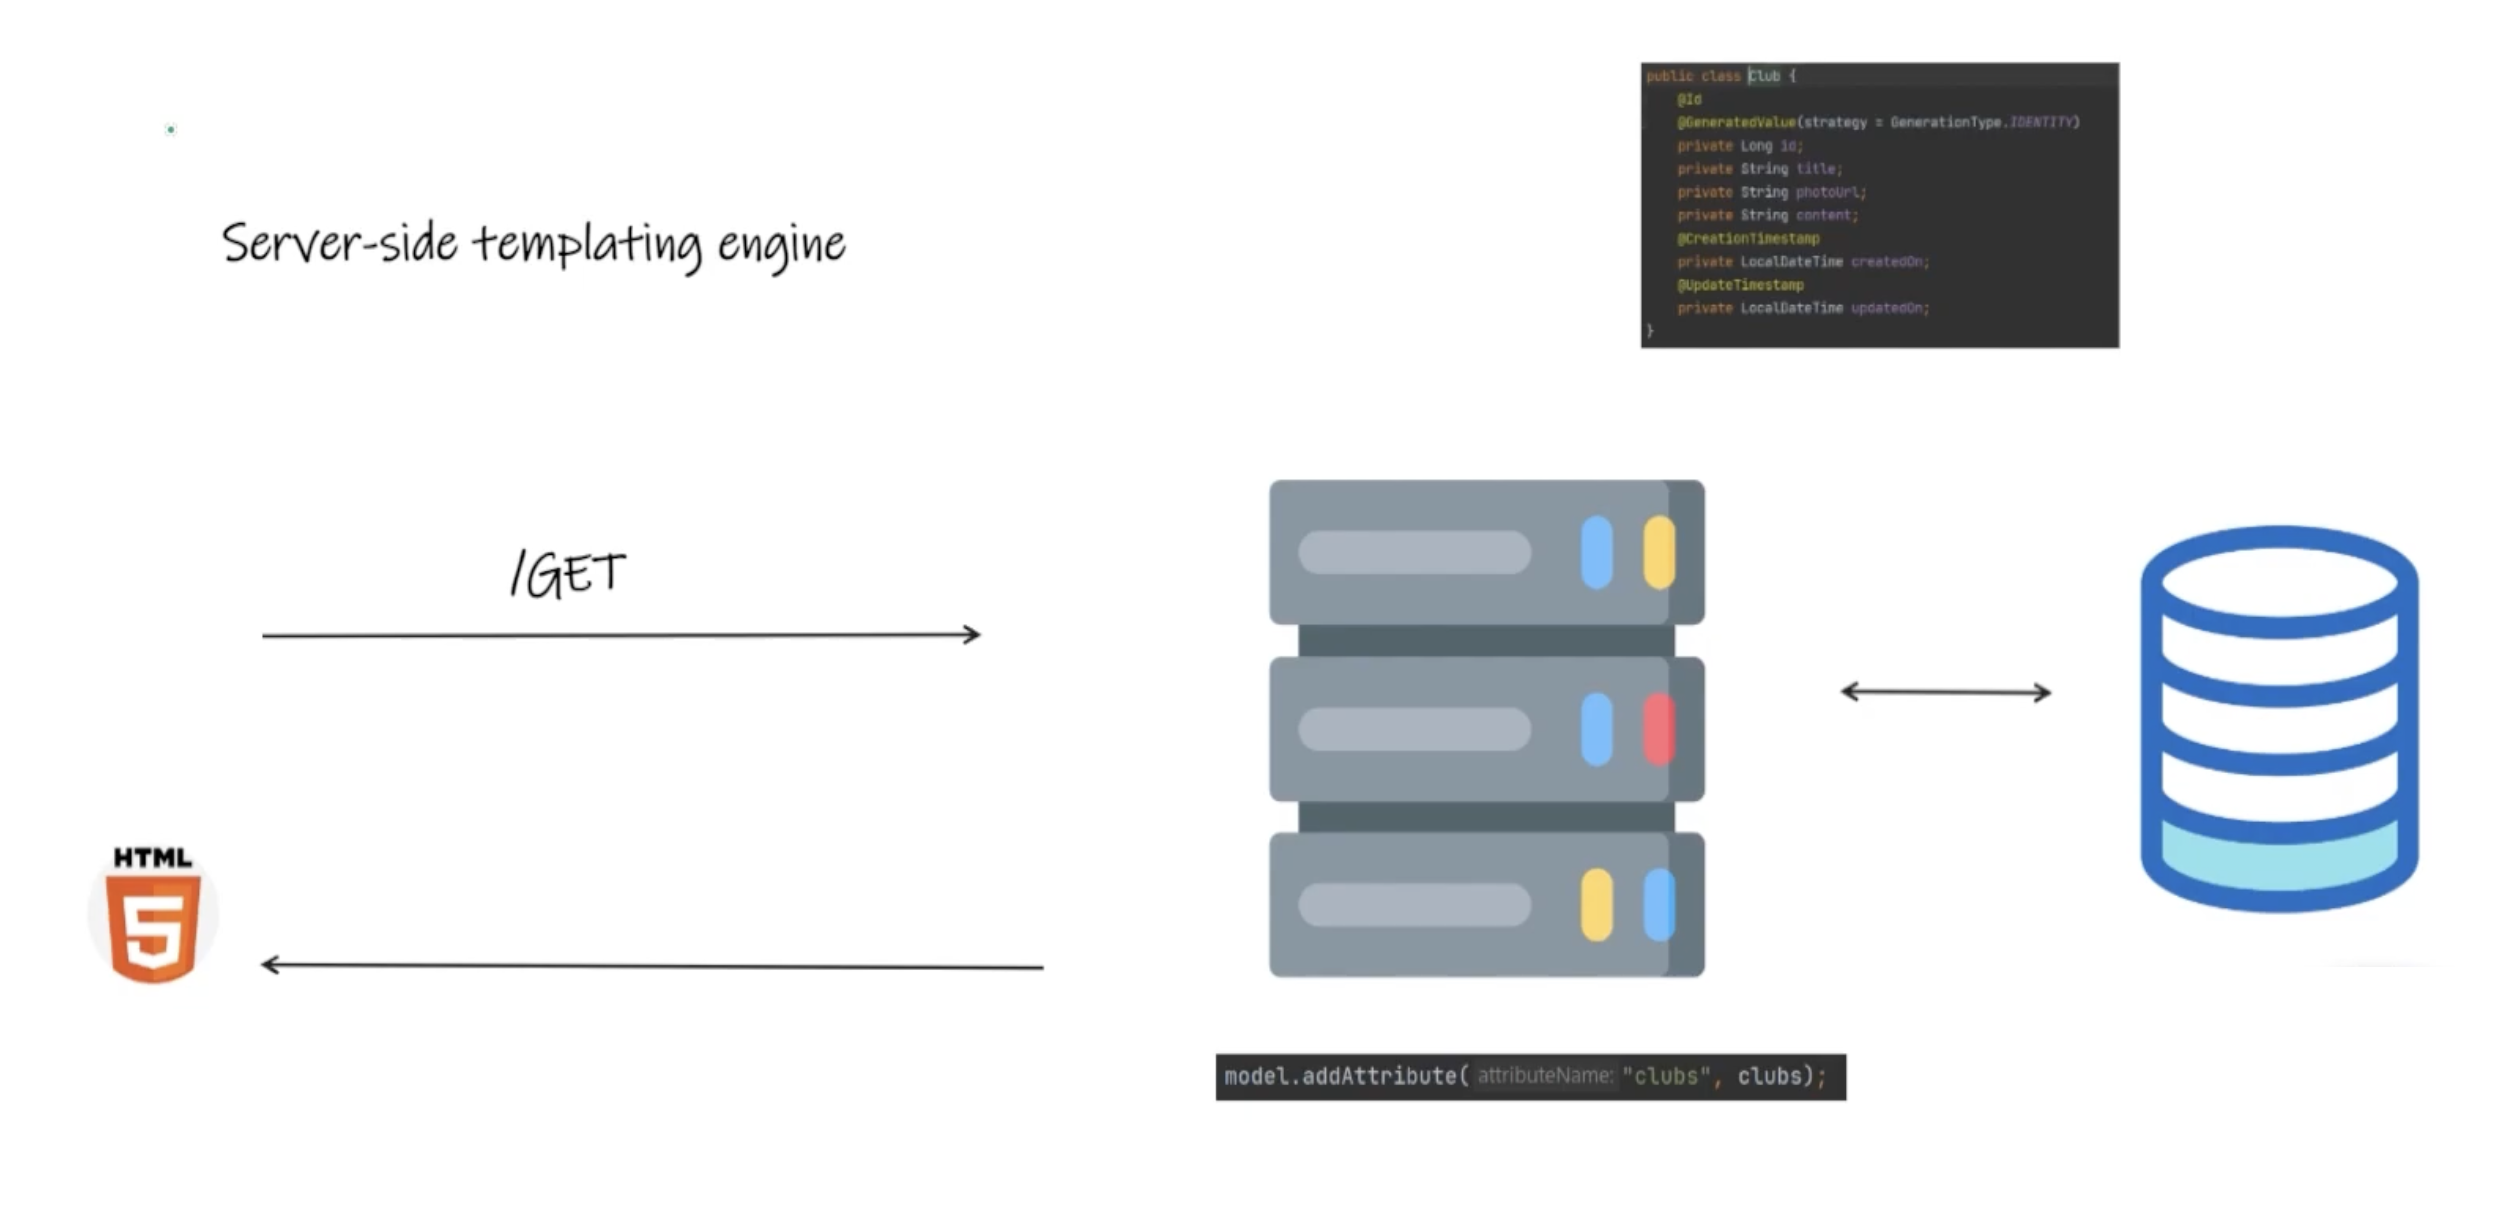 public class Club {
@Id
@GeneratedValue(strategy = GenerationType.IDENTITY)
private Long id;
private String title;
private String photoUrl;
private String content;
@CreationTimestamp
private LocalDateTime createdOn;
@UpdateTimestamp
private LocalDateTime updatedOn;
}
Server-side templating engine
/GET
HTML
5
model.addAttribute( attributeName: "clubs", clubs);